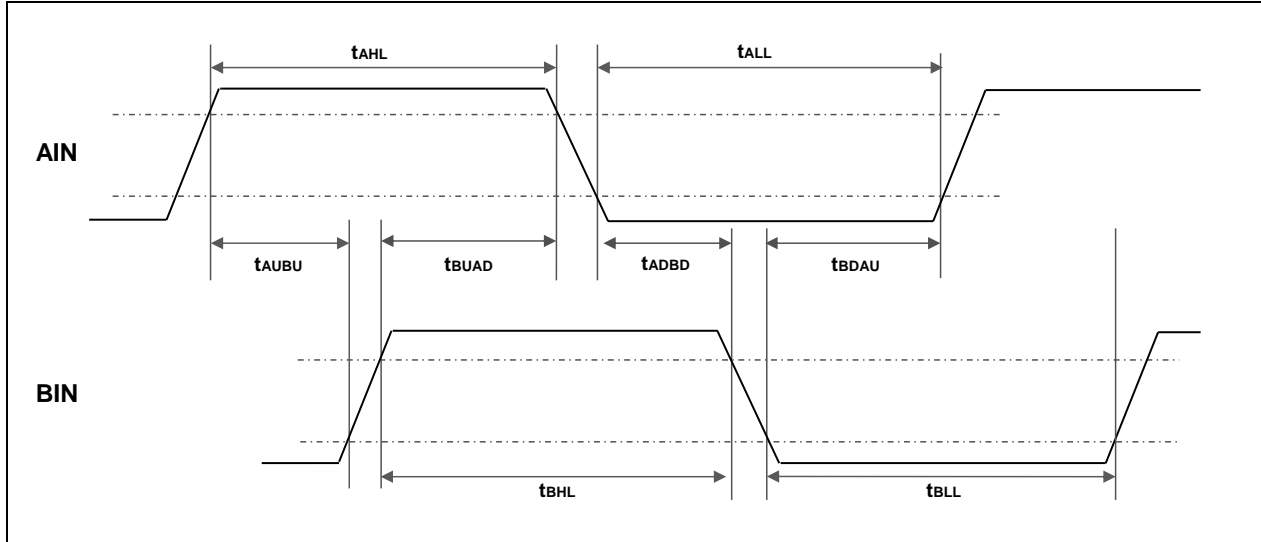 tAHL
tALL
AIN
tAUBU
tBUAD
tADBD
tBDAU
BIN
tBHL
tBLL